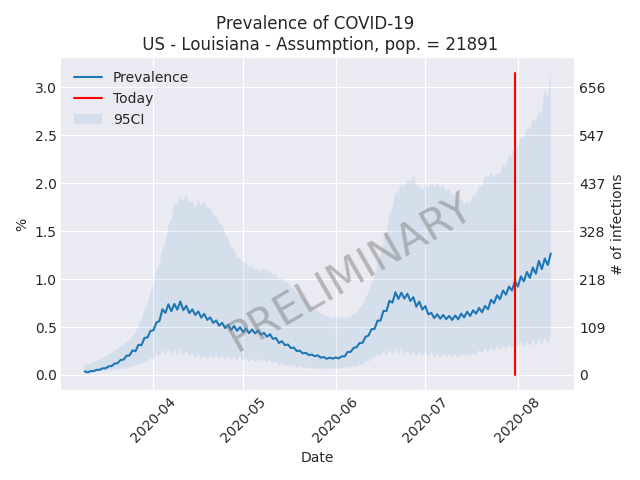 Prevalence of COVID-19
US - Louisiana - Assumption, pop. = 21891
Prevalence
Today
95CI
PRELIMINARY
%
3.0
2.5
2.0
1.5
1.0
0.5
0.0
656
547
437
328
218
109
0
# of infections
2020-04
2020-05
2020-06
2020-07
2020-08
Date